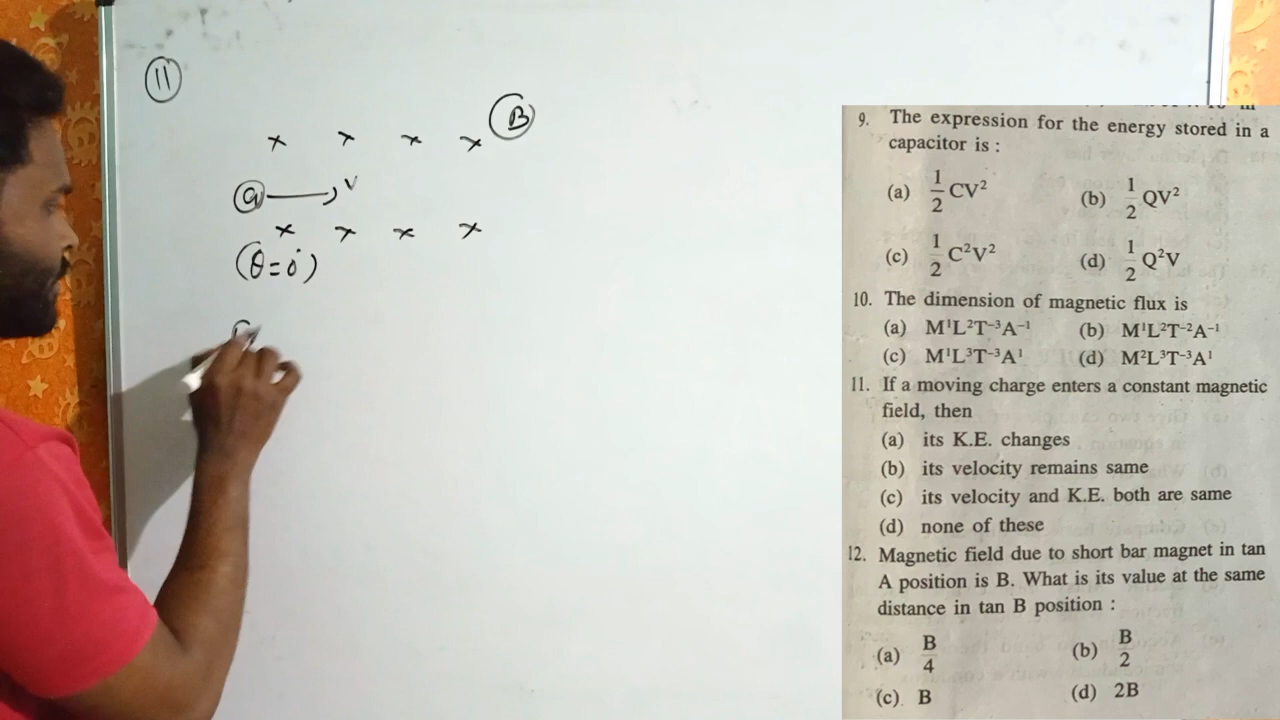 11
B
× × × ×
q → v
× × × ×
(θ=0°)
9. The expression for the energy stored in a
capacitor is :
(a) 1/2 CV² (b) 1/2 QV²
(c) 1/2 C²V² (d) 1/2 Q²V
10. The dimension of magnetic flux is
(a) M¹L²T⁻³A⁻¹ (b) M¹L²T⁻²A⁻¹
(c) M¹L³T⁻³A¹ (d) M²L³T⁻³A¹
11. If a moving charge enters a constant magnetic
field, then
(a) its K.E. changes
(b) its velocity remains same
(c) its velocity and K.E. both are same
(d) none of these
12. Magnetic field due to short bar magnet in tan
A position is B. What is its value at the same
distance in tan B position :
(a) B/4 (b) B/2
(c) B (d) 2B